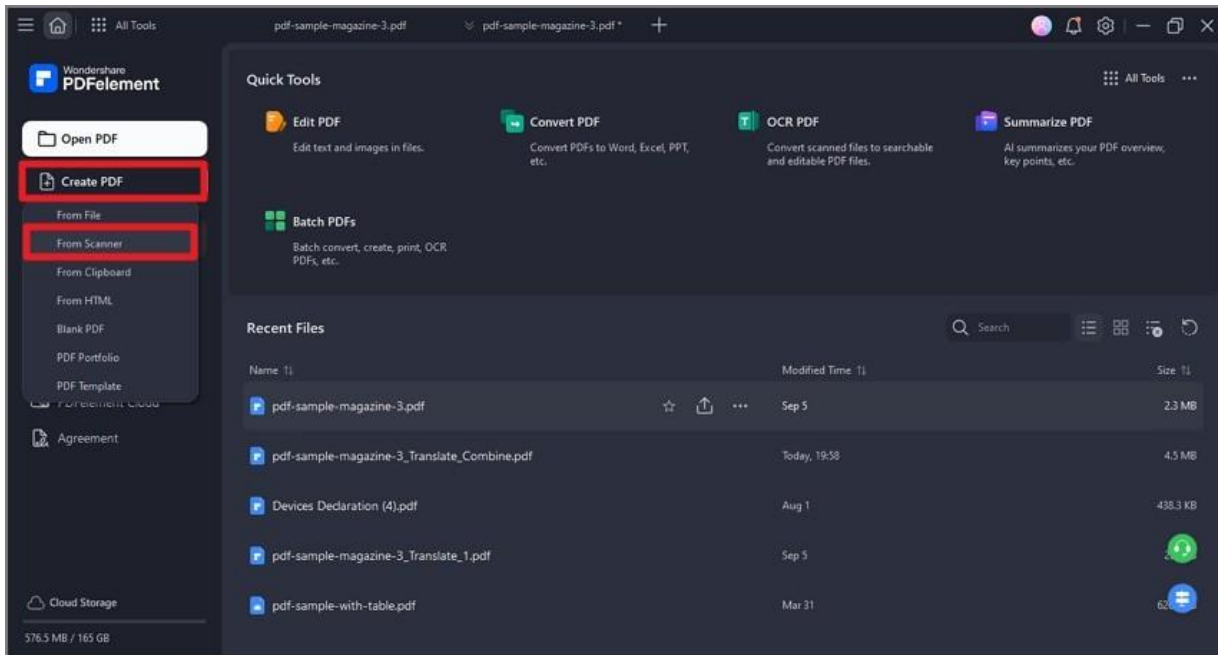 All Tools
pdf-sample-magazine-3.pdf
pdf-sample-magazine-3.pdf *
Wondershare
PDFelement
Open PDF
Create PDF
From File
From Scanner
From Clipboard
From HTML
Blank PDF
PDF Portfolio
PDF Template
PDFelement Cloud
Agreement
Cloud Storage
576.5 MB / 165 GB
Quick Tools
All Tools
Edit PDF
Edit text and images in files.
Convert PDF
Convert PDFs to Word, Excel, PPT,
etc.
OCR PDF
Convert scanned files to searchable
and editable PDF files.
Summarize PDF
AI summarizes your PDF overview,
key points, etc.
Batch PDFs
Batch convert, create, print, OCR
PDFs, etc.
Recent Files
Search
Name Modified Time Size
pdf-sample-magazine-3.pdf Sep 5 2.3 MB
pdf-sample-magazine-3_Translate_Combine.pdf Today, 19:58 4.5 MB
Devices Declaration (4).pdf Aug 1 438.3 KB
pdf-sample-magazine-3_Translate_1.pdf Sep 5
pdf-sample-with-table.pdf Mar 31